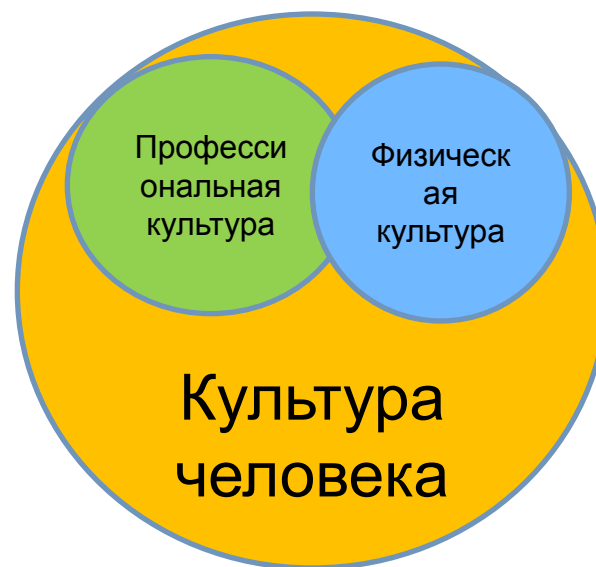 Професси
ональная
культура
Физическ
ая
культура
Культура
человека